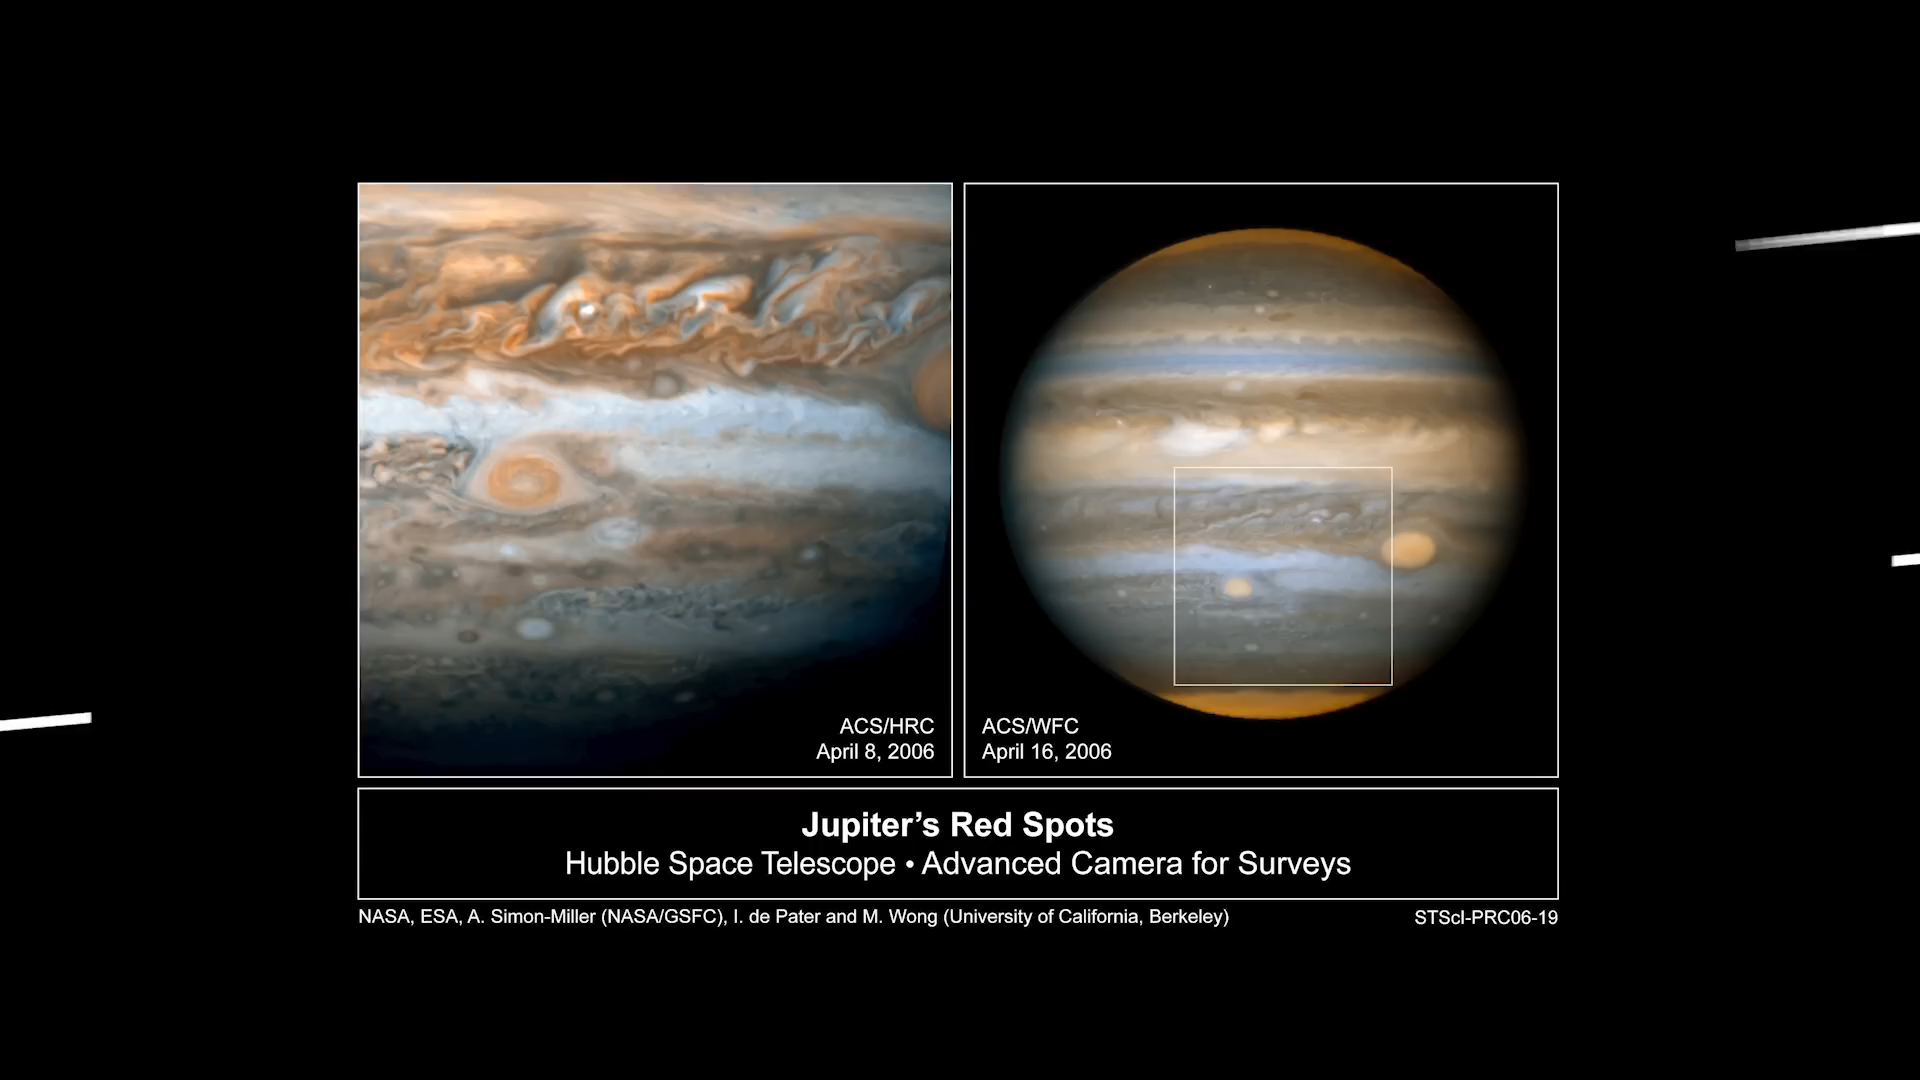 ACS/HRC
April 8, 2006
ACS/WFC
April 16, 2006
Jupiter’s Red Spots
Hubble Space Telescope • Advanced Camera for Surveys
NASA, ESA, A. Simon-Miller (NASA/GSFC), I. de Pater and M. Wong (University of California, Berkeley)
STScI-PRC06-19